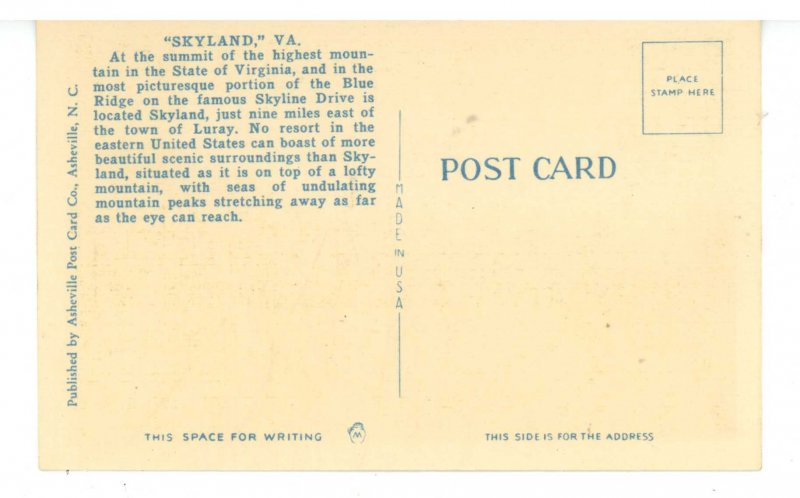 "SKYLAND," VA.
At the summit of the highest moun-
tain in the State of Virginia, and in the
most picturesque portion of the Blue
Ridge on the famous Skyline Drive is
located Skyland, just nine miles east of
the town of Luray. No resort in the
eastern United States can boast of more
beautiful scenic surroundings than Sky-
land, situated as it is on top of a lofty
mountain, with seas of undulating
mountain peaks stretching away as far
as the eye can reach.
Published by Asheville Post Card Co., Asheville, N. C.
MADE IN USA
PLACE
STAMP HERE
POST CARD
THIS SPACE FOR WRITING
M
THIS SIDE IS FOR THE ADDRESS